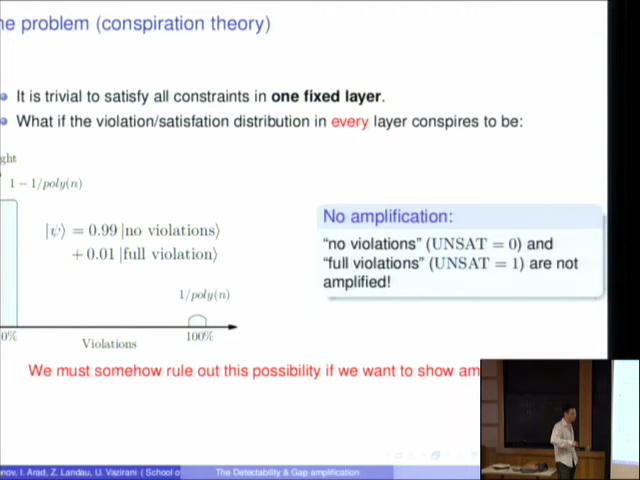 ne problem (conspiration theory)
It is trivial to satisfy all constraints in one fixed layer.
What if the violation/satisfation distribution in every layer conspires to be:
ght
1 − 1/poly(n)
|ψ⟩ = 0.99 |no violations⟩
+ 0.01 |full violation⟩
1/poly(n)
0%
100%
Violations
No amplification:
“no violations” (UNSAT = 0) and
“full violations” (UNSAT = 1) are not
amplified!
We must somehow rule out this possibility if we want to show am
nov, I. Arad, Z. Landau, U. Vazirani ( School o
The Detectability & Gap amplification